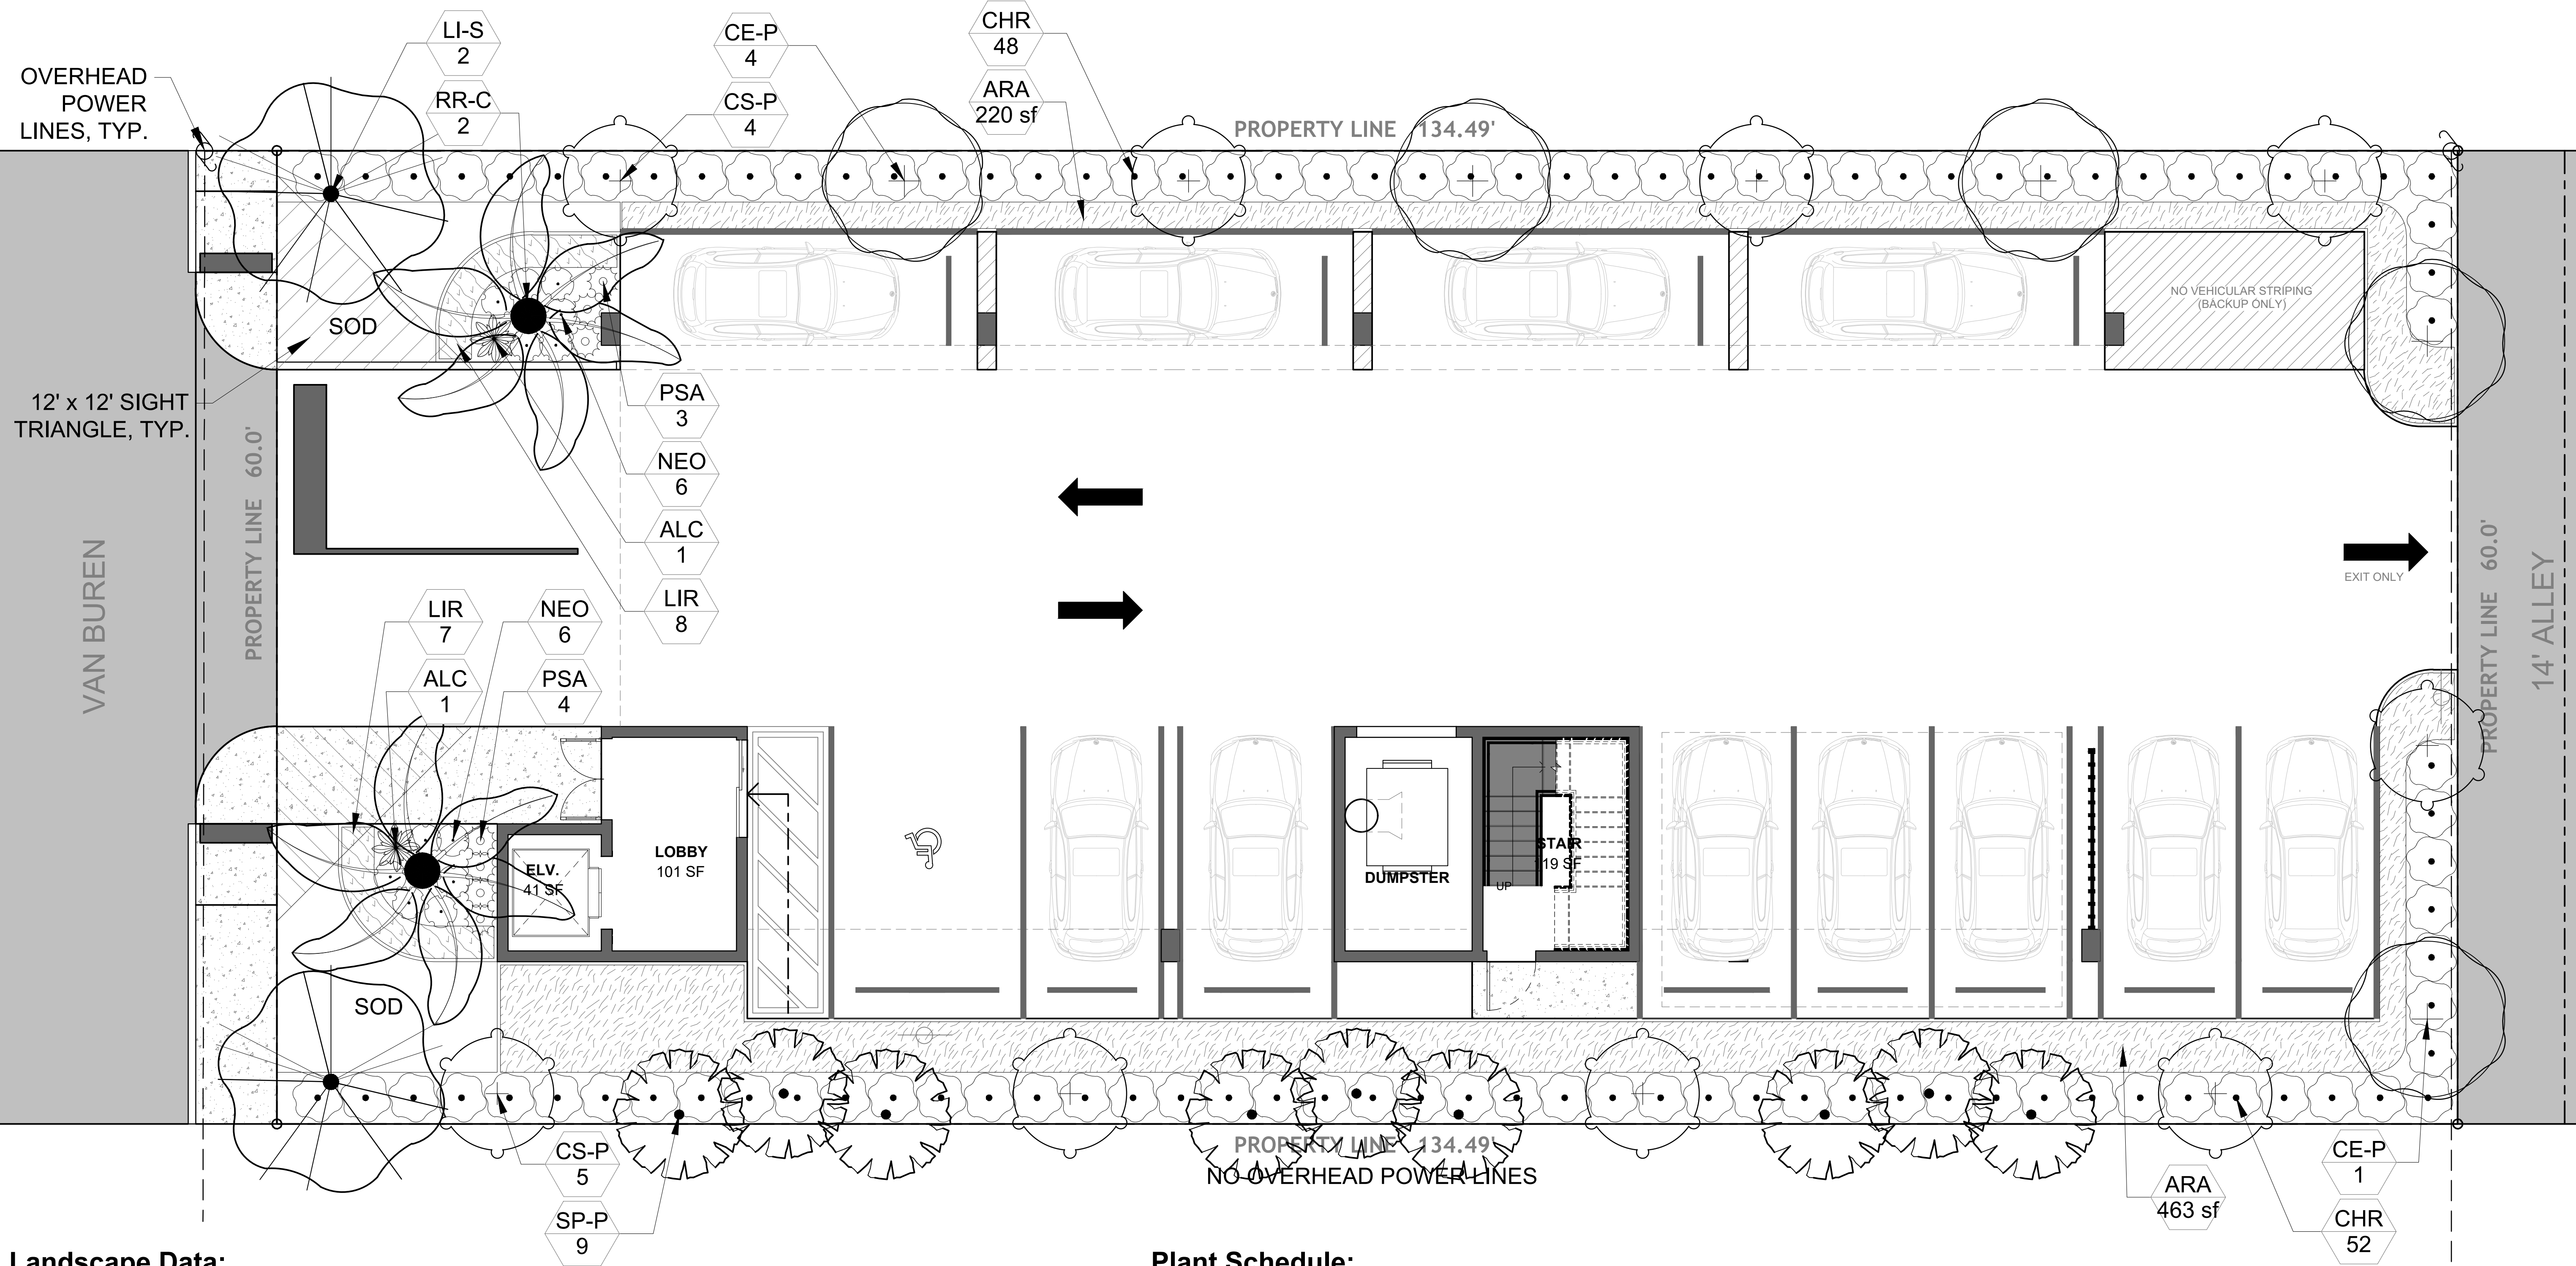 LI-S
2
CE-P
4
CHR
48
OVERHEAD
POWER
LINES, TYP.
RR-C
2
CS-P
4
ARA
220 sf
PROPERTY LINE 134.49'
SOD
NO VEHICULAR STRIPING
(BACKUP ONLY)
12' x 12' SIGHT
TRIANGLE, TYP.
PSA
3
NEO
6
ALC
1
LIR
8
VAN BUREN
PROPERTY LINE 60.0'
EXIT ONLY
PROPERTY LINE 60.0'
14' ALLEY
LIR
7
NEO
6
ALC
1
PSA
4
ELV.
41 SF
LOBBY
101 SF
DUMPSTER
STAIR
119 SF
UP
SOD
PROPERTY LINE 134.49'
NO OVERHEAD POWER LINES
CS-P
5
SP-P
9
CE-P
1
ARA
463 sf
CHR
52
Landscape Data:
Plant Schedule: